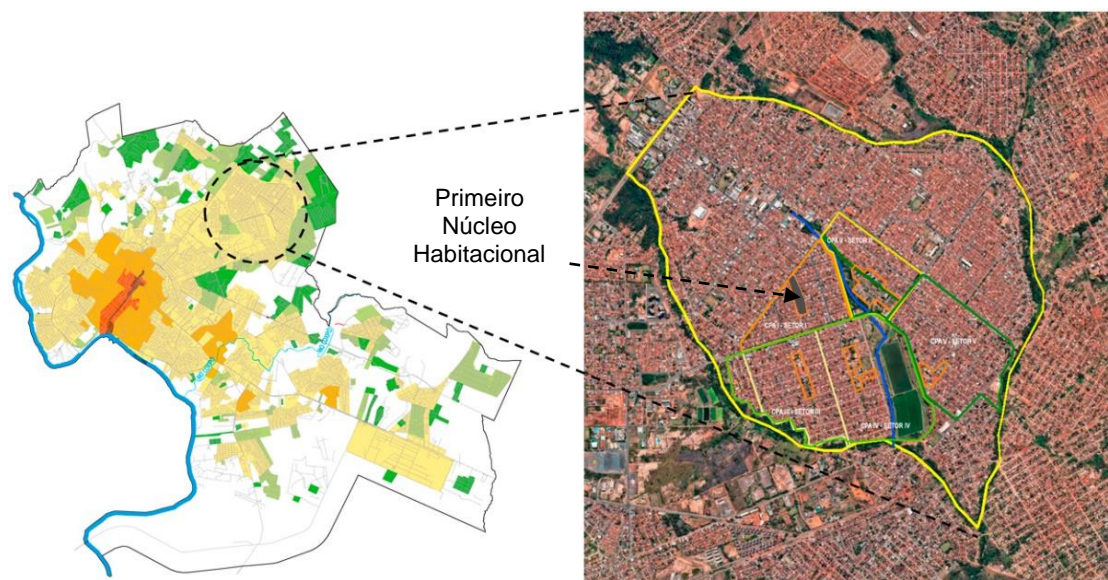 Primeiro
Núcleo
Habitacional
CPA II - SETOR II
CPA I - SETOR I
CPA V - SETOR V
CPA III - SETOR III
CPA IV - SETOR IV